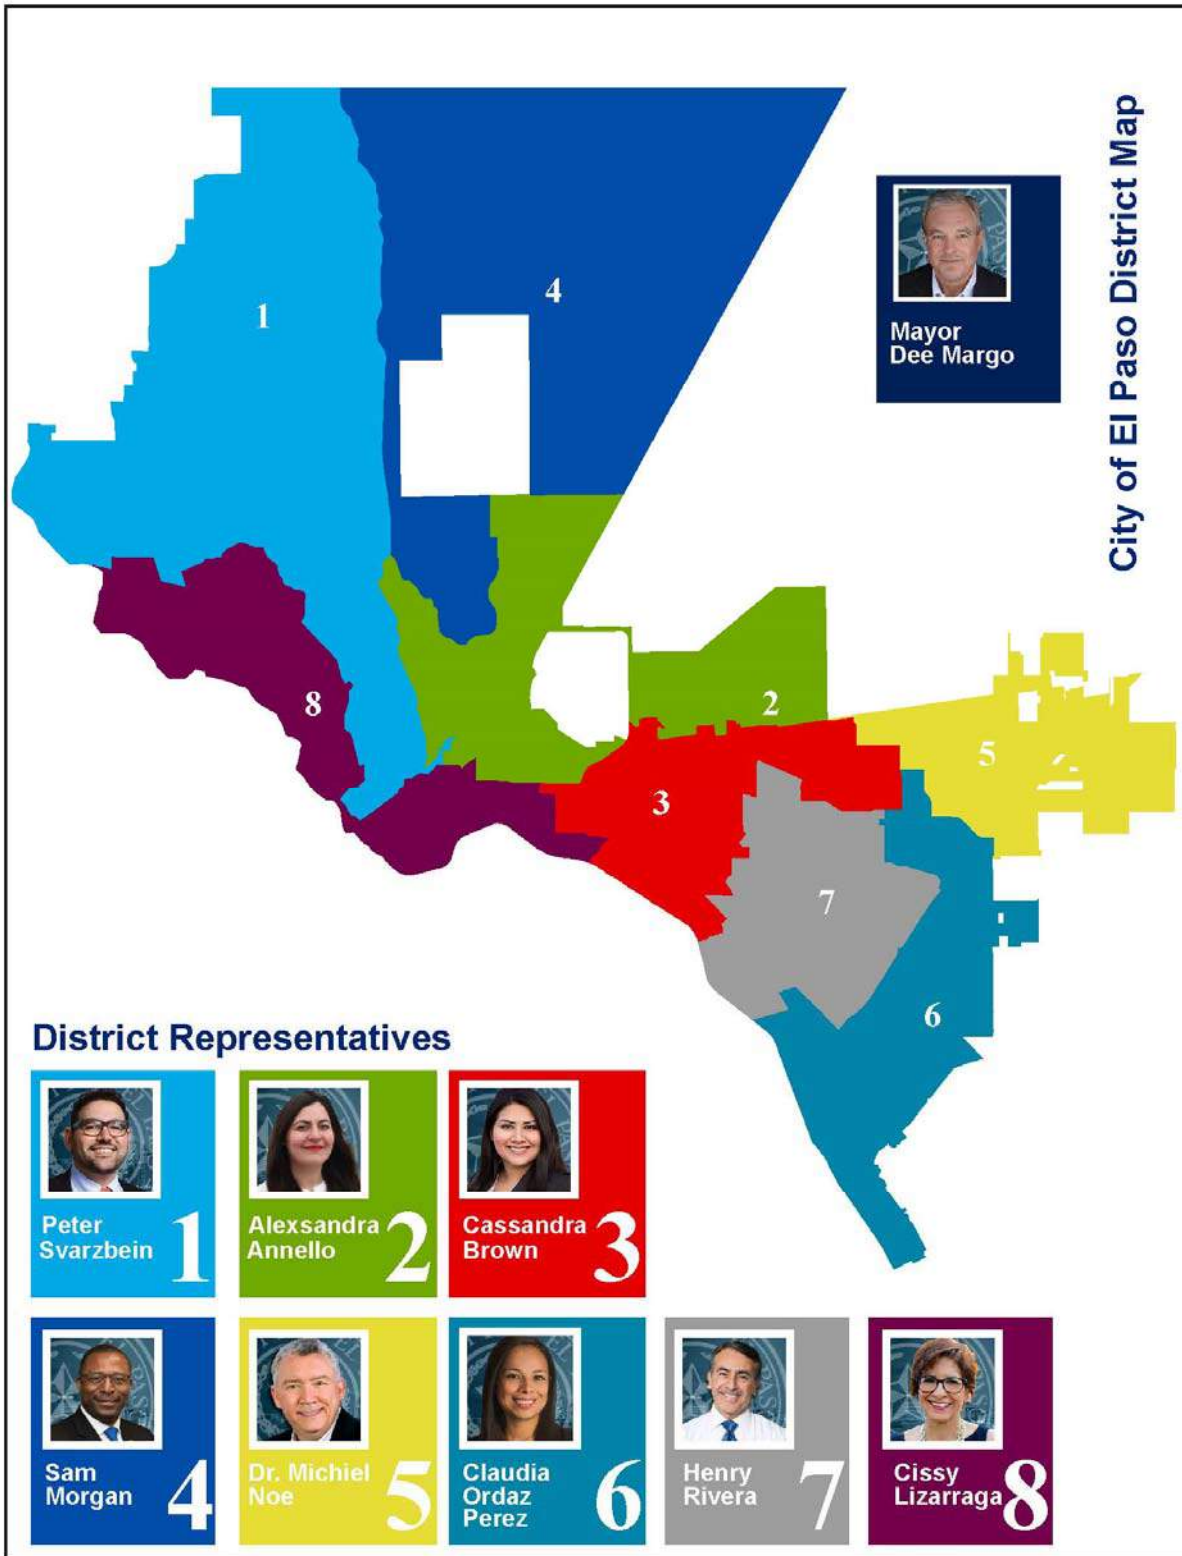 City of El Paso District Map
1
4
Mayor
Dee Margo
8
2
5
3
7
6
District Representatives
Peter
Svarzbein
1
Alexsandra
Annello
2
Cassandra
Brown
3
Sam
Morgan
4
Dr. Michiel
Noe
5
Claudia
Ordaz
Perez
6
Henry
Rivera
7
Cissy
Lizarraga
8